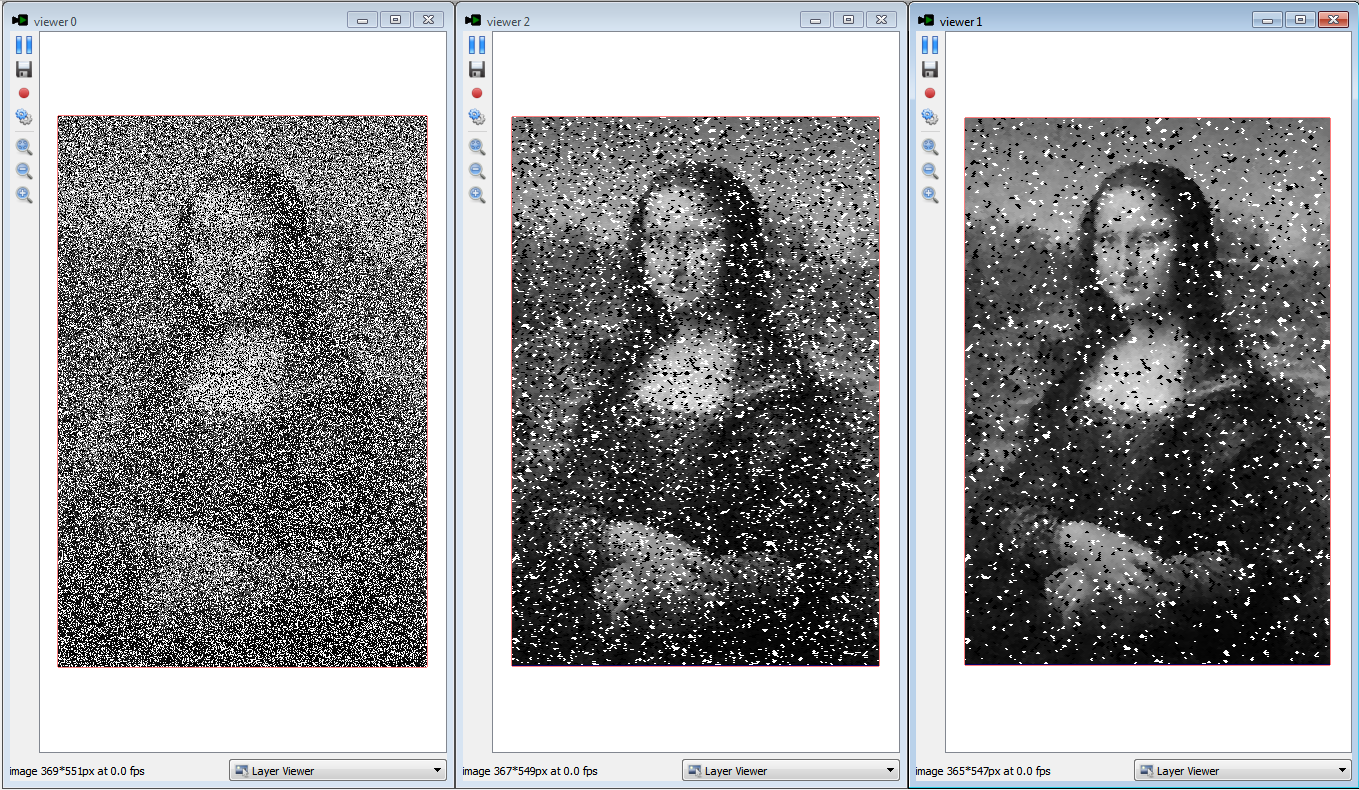 viewer 0
viewer 2
viewer 1
image 369*551px at 0.0 fps
Layer Viewer
image 367*549px at 0.0 fps
Layer Viewer
image 365*547px at 0.0 fps
Layer Viewer